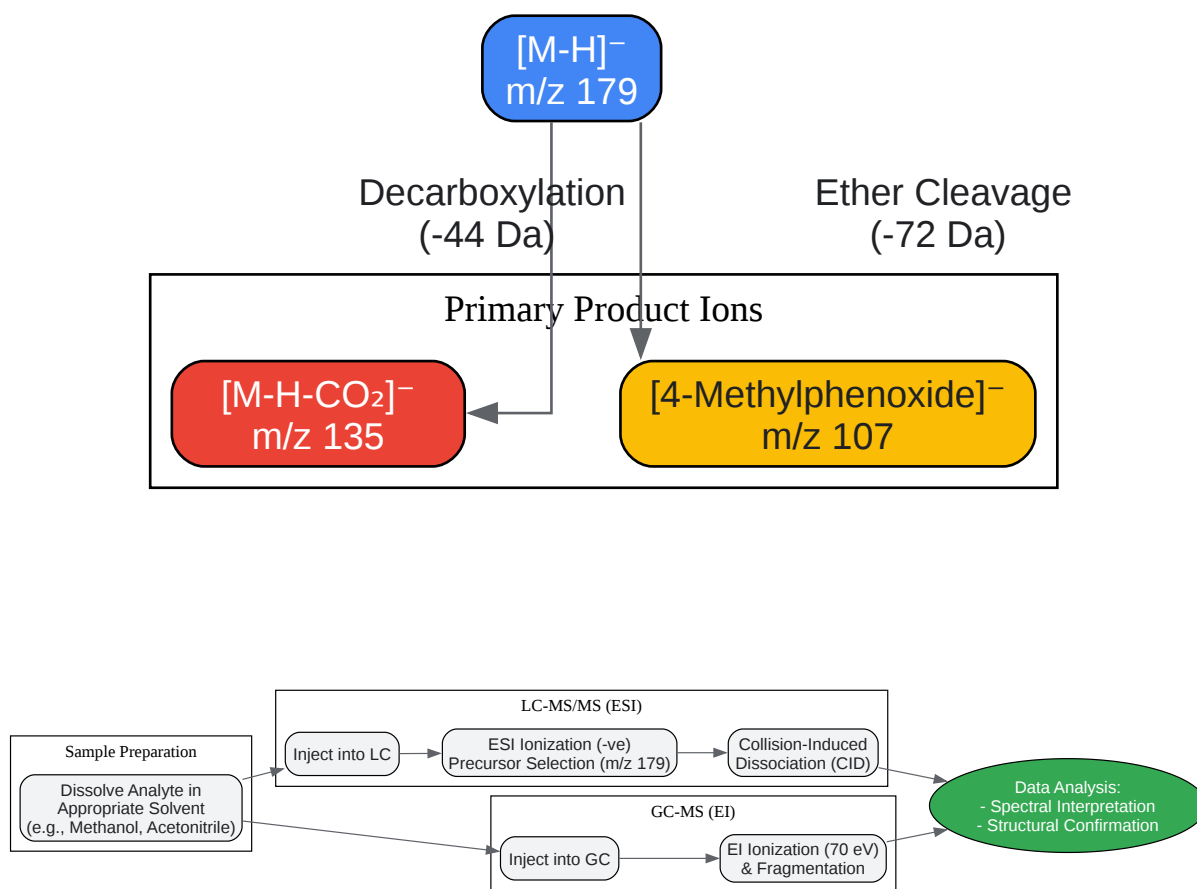 [M-H]⁻
m/z 179
Decarboxylation
(-44 Da)
Ether Cleavage
(-72 Da)
Primary Product Ions
[M-H-CO₂]⁻
m/z 135
[4-Methylphenoxide]⁻
m/z 107
LC-MS/MS (ESI)
Sample Preparation
Inject into LC
ESI Ionization (-ve)
Precursor Selection (m/z 179)
Collision-Induced
Dissociation (CID)
Dissolve Analyte in
Appropriate Solvent
(e.g., Methanol, Acetonitrile)
Data Analysis:
- Spectral Interpretation
- Structural Confirmation
GC-MS (EI)
Inject into GC
EI Ionization (70 eV)
& Fragmentation